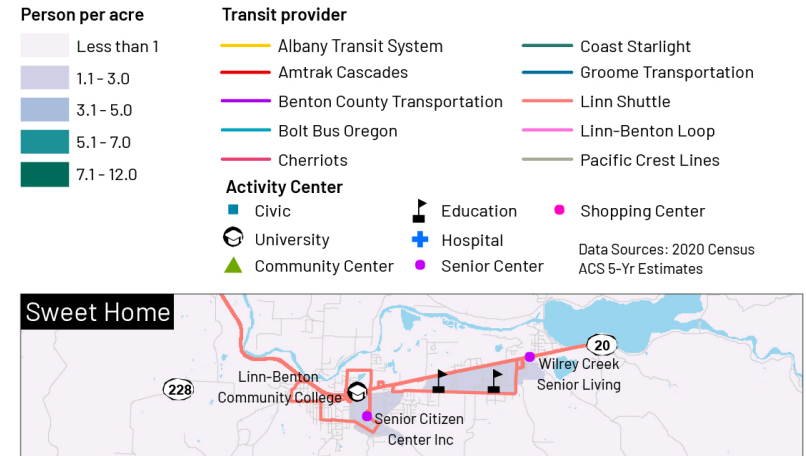 Person per acre
Less than 1
1.1 - 3.0
3.1 - 5.0
5.1 - 7.0
7.1 - 12.0
Transit provider
Albany Transit System
Amtrak Cascades
Benton County Transportation
Bolt Bus Oregon
Cherriots
Coast Starlight
Groome Transportation
Linn Shuttle
Linn-Benton Loop
Pacific Crest Lines
Activity Center
Civic
University
Community Center
Education
Hospital
Senior Center
Shopping Center
Data Sources: 2020 Census
ACS 5-Yr Estimates
Sweet Home
20
Wilrey Creek
Senior Living
228
Linn-Benton
Community College
Senior Citizen
Center Inc